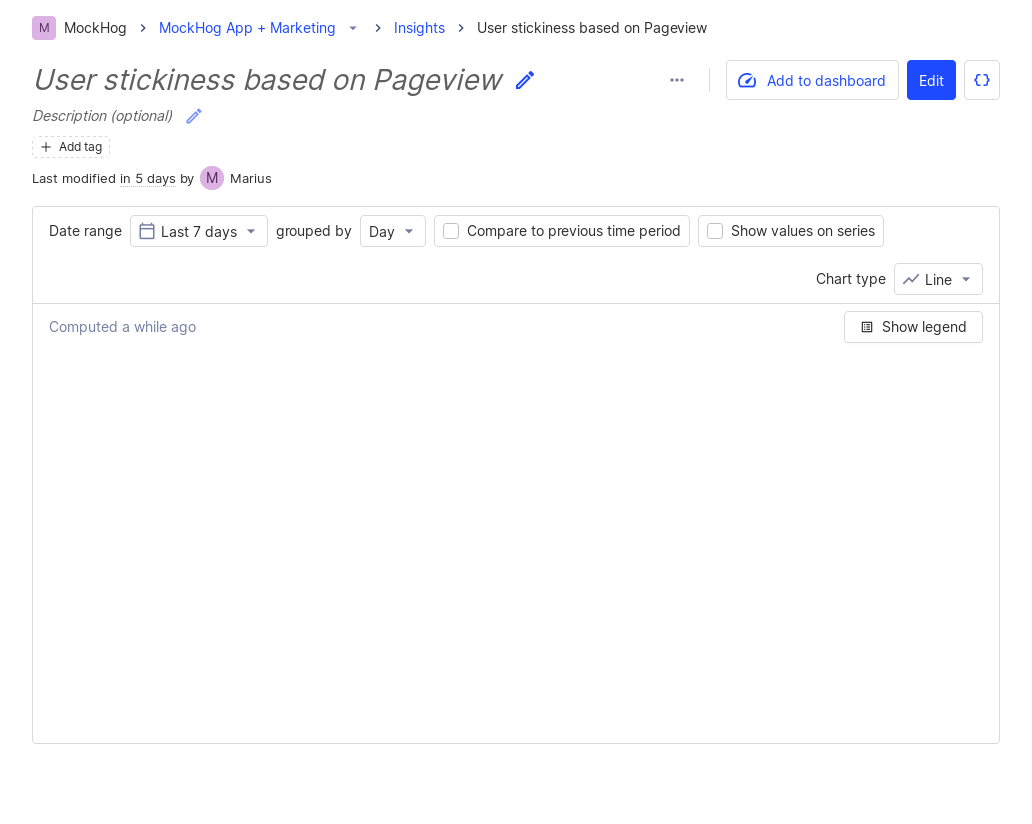 M MockHog MockHog App + Marketing Insights User stickiness based on Pageview
User stickiness based on Pageview Add to dashboard Edit
Description (optional)
Add tag
Last modified in 5 days by M Marius
Date range Last 7 days grouped by Day Compare to previous time period Show values on series
Chart type Line
Computed a while ago Show legend